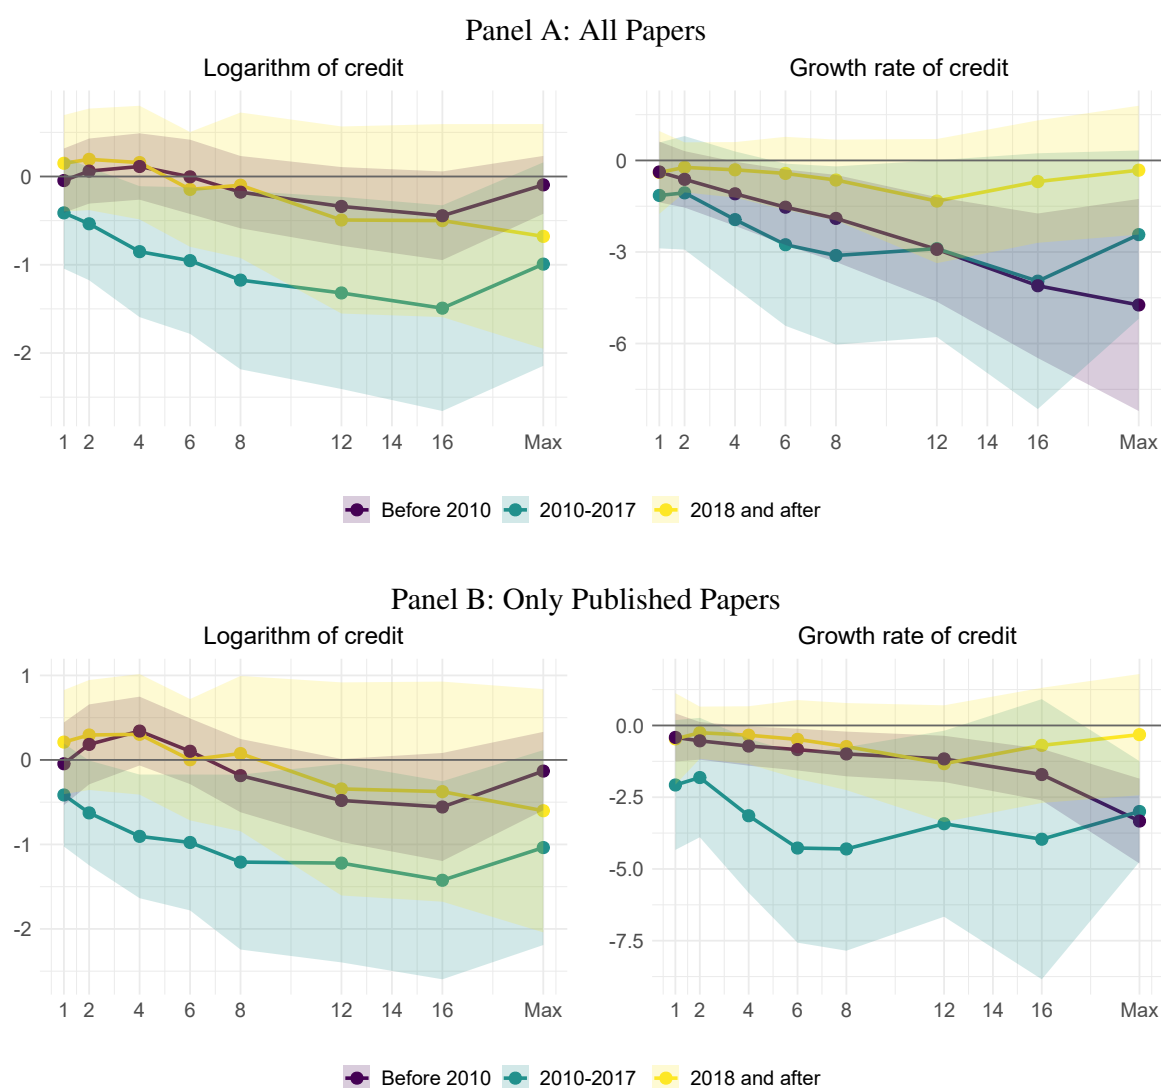 Panel A: All Papers
Logarithm of credit
Growth rate of credit
0
-1
-2
1 2 4 6 8 12 14 16 Max
0
-3
-6
1 2 4 6 8 12 14 16 Max
Before 2010 2010-2017 2018 and after
Panel B: Only Published Papers
Logarithm of credit
Growth rate of credit
1
0
-1
-2
1 2 4 6 8 12 14 16 Max
0.0
-2.5
-5.0
-7.5
1 2 4 6 8 12 14 16 Max
Before 2010 2010-2017 2018 and after